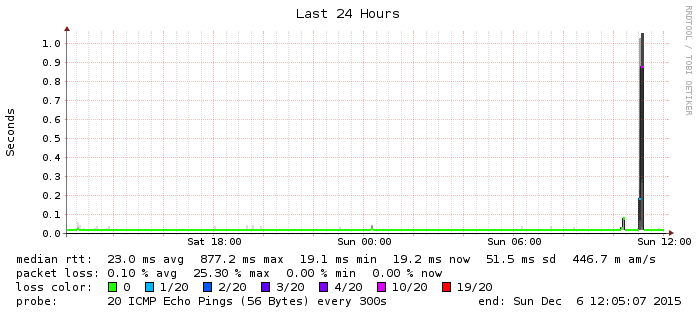 Last 24 Hours
RRDTOOL / TOBI OETIKER
Seconds
1.0
0.9
0.8
0.7
0.6
0.5
0.4
0.3
0.2
0.1
0.0
Sat 18:00 Sun 00:00 Sun 06:00 Sun 12:00
median rtt: 23.0 ms avg 877.2 ms max 19.1 ms min 19.2 ms now 51.5 ms sd 446.7 m am/s
packet loss: 0.10 % avg 25.30 % max 0.00 % min 0.00 % now
loss color: 0 1/20 2/20 3/20 4/20 10/20 19/20
probe: 20 ICMP Echo Pings (56 Bytes) every 300s end: Sun Dec 6 12:05:07 2015